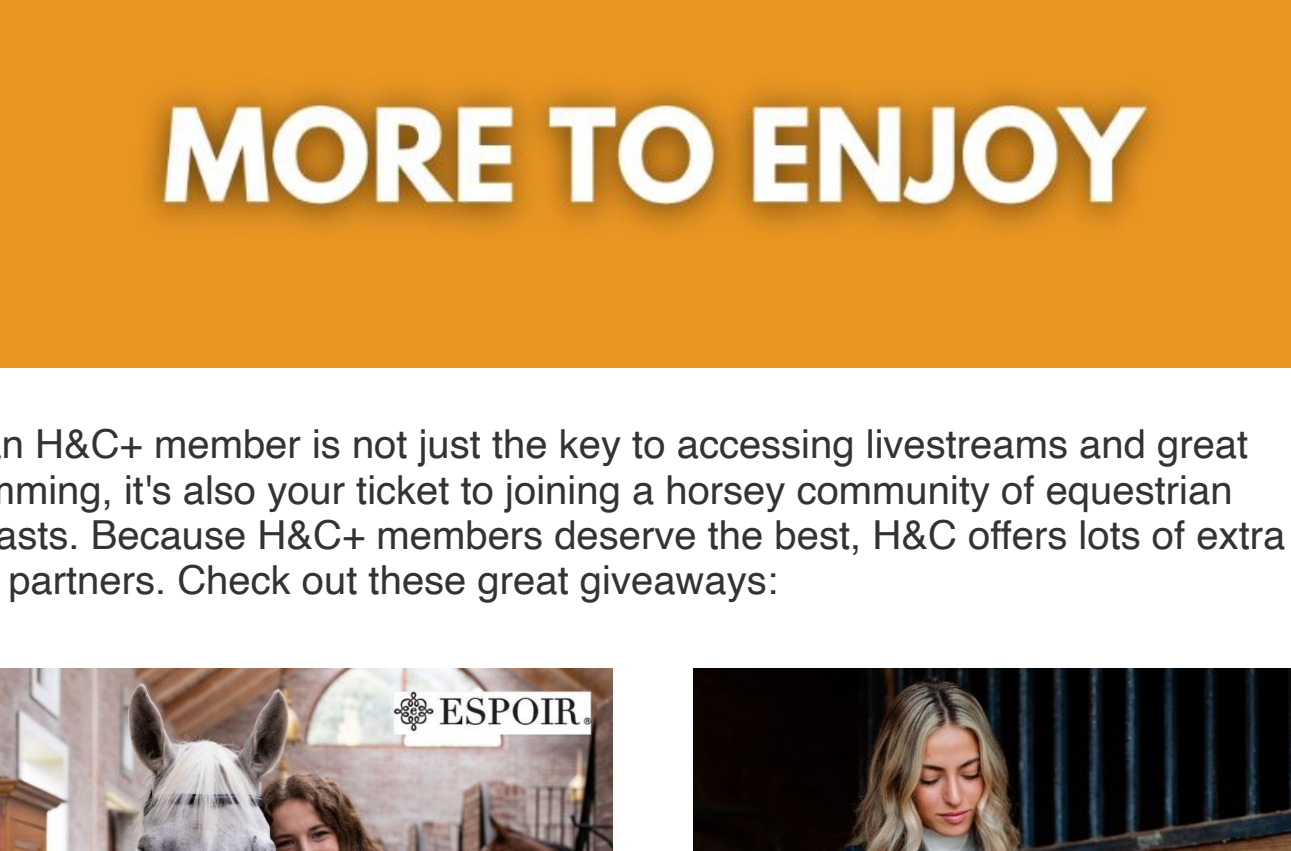 MORE TO ENJOY
n H&C+ member is not just the key to accessing livestreams and great
mming, it's also your ticket to joining a horsey community of equestrian
asts. Because H&C+ members deserve the best, H&C offers lots of extra
partners. Check out these great giveaways:
ESPOIR®